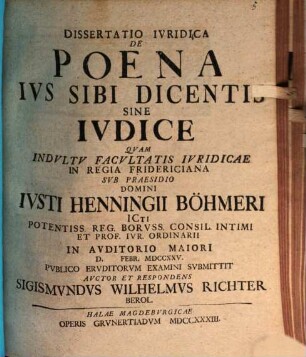 DISSERTATIO IVRIDICA
DE
POENA
IVS SIBI DICENTIS
SINE
IVDICE
QVAM
INDVLTV FACVLTATIS IVRIDICAE
IN REGIA FRIDERICIANA
SVB PRAESIDIO
DOMINI
IVSTI HENNINGII BÖHMERI
ICTI
POTENTISS. REG. BORVSS. CONSIL. INTIMI
ET PROF. IVR. ORDINARII
IN AVDITORIO MAIORI
D. FEBR. MDCCXXV.
PVBLICO ERVDITORVM EXAMINI SVBMITTIT
AVCTOR ET RESPONDENS
SIGISMVNDVS WILHELMVS RICHTER
BEROL.
HALAE MAGDEBVRGICAE
OPERIS GRVNERTIADVM MDCCXXXIII.